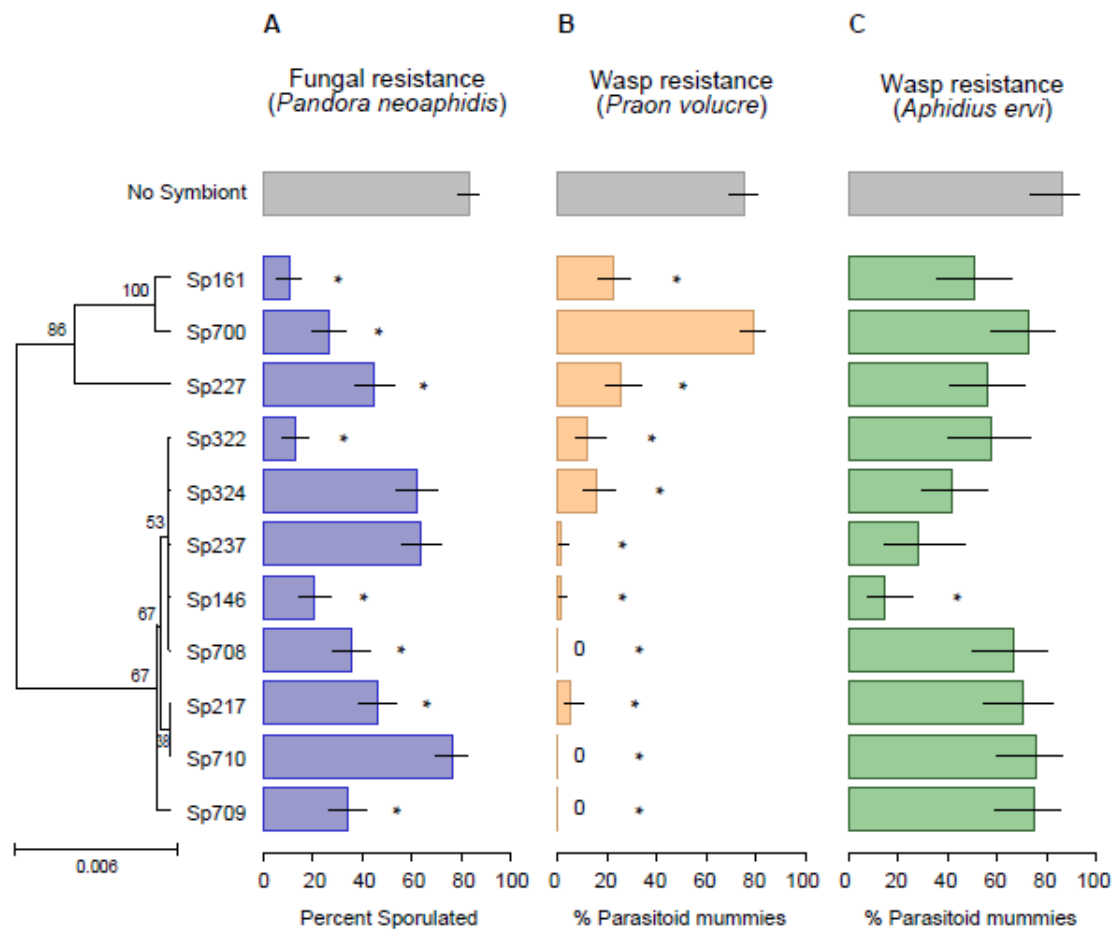 A
B
C
Fungal resistance
(Pandora neoaphidis)
Wasp resistance
(Praon volucre)
Wasp resistance
(Aphidius ervi)
No Symbiont
Sp161
*
*
100
Sp700
*
86
Sp227
*
*
Sp322
*
*
Sp324
*
53
Sp237
*
Sp146
*
*
*
67
Sp708
*
0
*
67
Sp217
*
*
38
Sp710
0
*
Sp709
*
0
*
0.006
0 20 40 60 80 100
0 20 40 60 80 100
0 20 40 60 80 100
Percent Sporulated
% Parasitoid mummies
% Parasitoid mummies